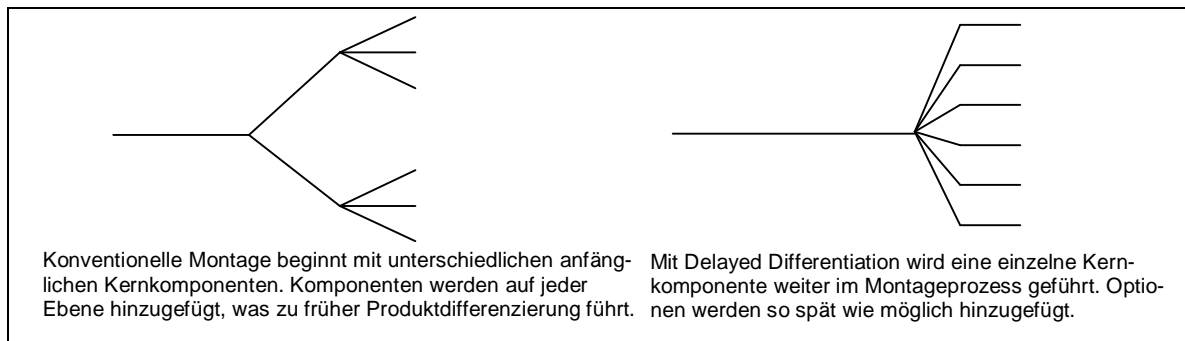 Konventionelle Montage beginnt mit unterschiedlichen anfäng-
lichen Kernkomponenten. Komponenten werden auf jeder
Ebene hinzugefügt, was zu früher Produktdifferenzierung führt.
Mit Delayed Differentiation wird eine einzelne Kern-
komponente weiter im Montageprozess geführt. Optio-
nen werden so spät wie möglich hinzugefügt.